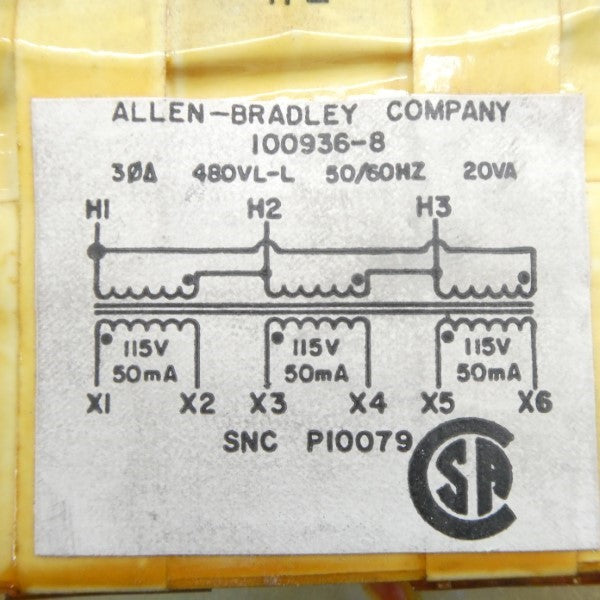 ALLEN-BRADLEY COMPANY
100936-8
3ØΔ 480VL-L 50/60HZ 20VA
H1 H2 H3
115V 115V 115V
50mA 50mA 50mA
X1 X2 X3 X4 X5 X6
SNC P10079
CSA